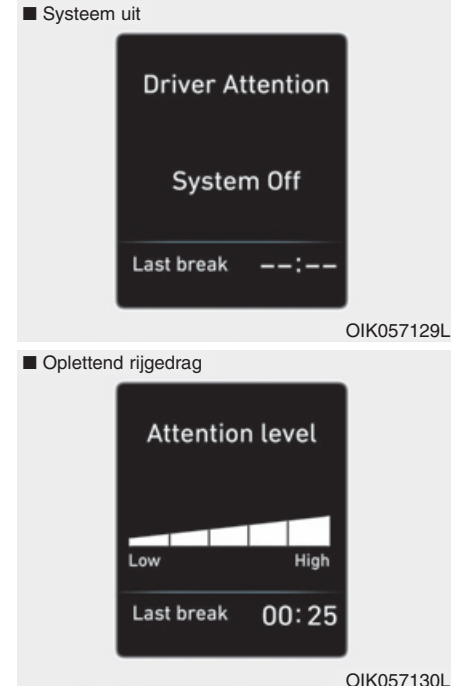 ■ Systeem uit
Driver Attention
System Off
Last break --:--
OIK057129L
■ Oplettend rijgedrag
Attention level
Low High
Last break 00:25
OIK057130L